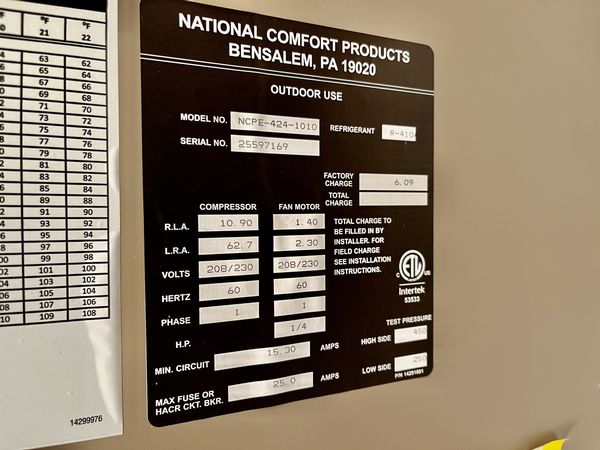 °F °F
21 22
63 62
65 64
67 66
69 68
71 70
73 72
75 74
77 76
79 78
81 80
83 82
85 84
87 86
89 88
91 90
93 92
95 94
97 96
99 98
101 100
103 102
105 104
107 106
109 108
14299976
NATIONAL COMFORT PRODUCTS
BENSALEM, PA 19020
OUTDOOR USE
MODEL NO. NCPE-424-1010 REFRIGERANT R-410A
SERIAL NO. 25597169
FACTORY CHARGE 6.09
TOTAL CHARGE
COMPRESSOR FAN MOTOR
R.L.A. 10.90 1.40
L.R.A. 62.7 2.30
VOLTS 208/230 208/230
HERTZ 60 60
PHASE 1 1
H.P. 1/4
MIN. CIRCUIT 15.30 AMPS
MAX FUSE OR
HACR CKT. BKR. 25.0 AMPS
TOTAL CHARGE TO
BE FILLED IN BY
INSTALLER. FOR
FIELD CHARGE
SEE INSTALLATION
INSTRUCTIONS.
C ETL US
Intertek
53533
TEST PRESSURE
HIGH SIDE 450
LOW SIDE 250
P/N 14291001